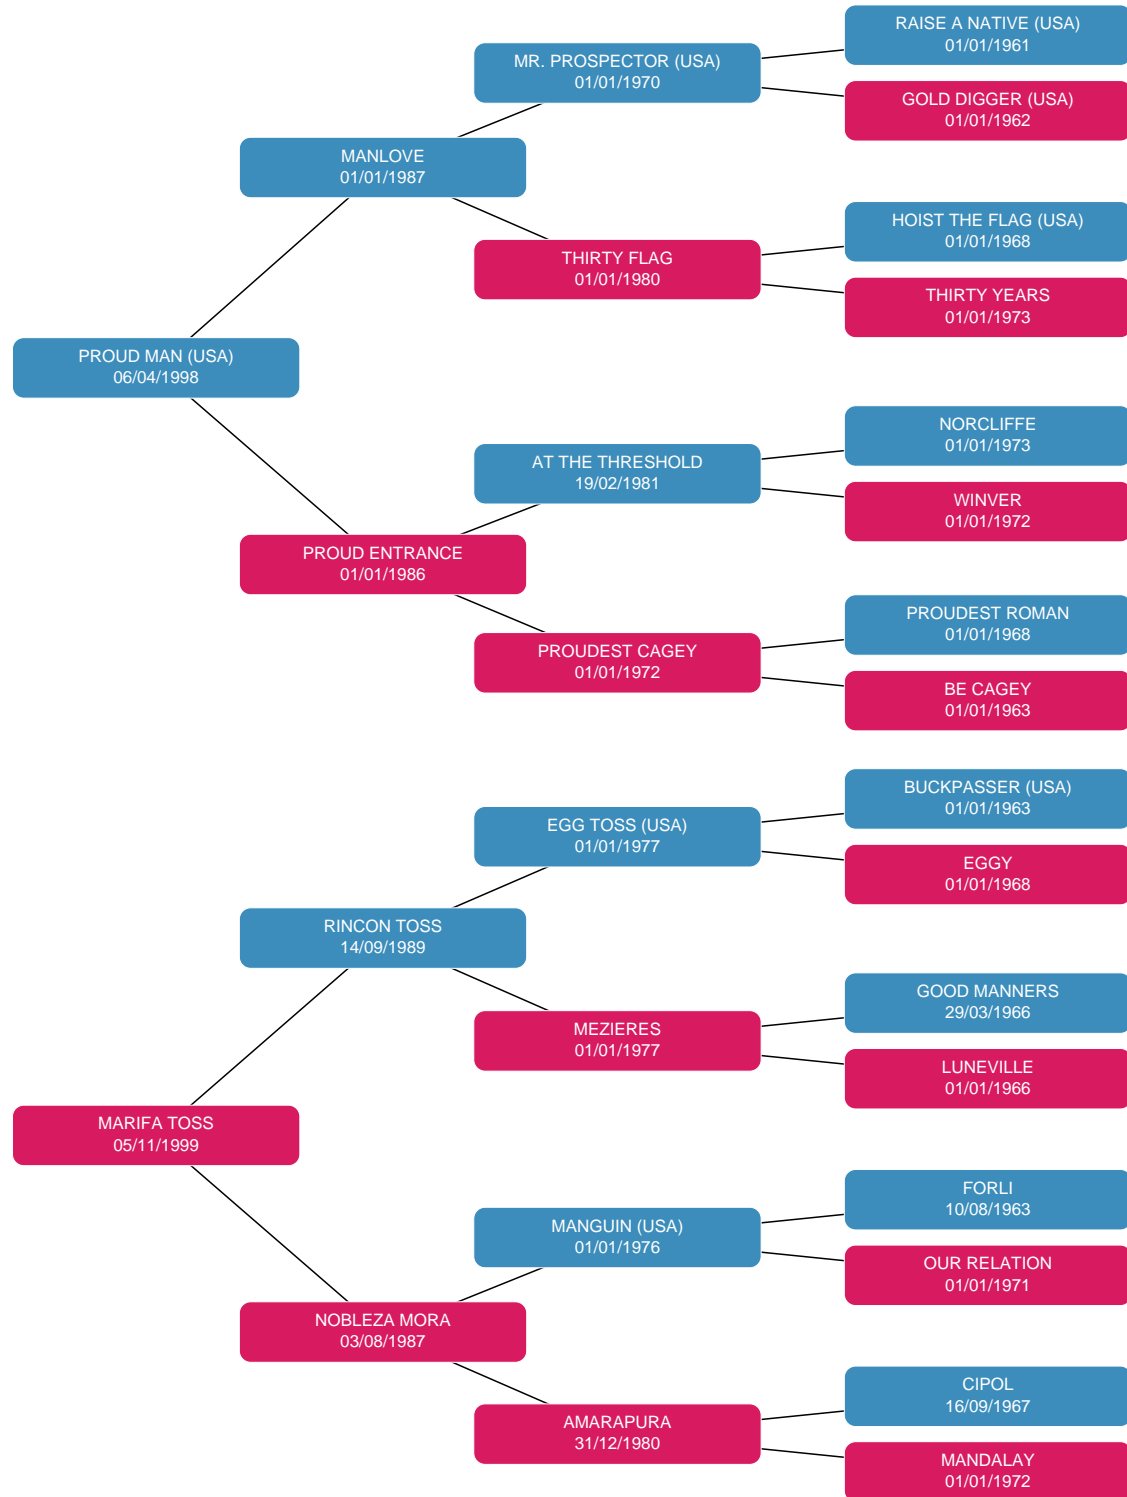 RAISE A NATIVE (USA)
01/01/1961
MR. PROSPECTOR (USA)
01/01/1970
GOLD DIGGER (USA)
01/01/1962
MANLOVE
01/01/1987
HOIST THE FLAG (USA)
01/01/1968
THIRTY FLAG
01/01/1980
THIRTY YEARS
01/01/1973
PROUD MAN (USA)
06/04/1998
NORCLIFFE
01/01/1973
AT THE THRESHOLD
19/02/1981
WINVER
01/01/1972
PROUD ENTRANCE
01/01/1986
PROUDEST ROMAN
01/01/1968
PROUDEST CAGEY
01/01/1972
BE CAGEY
01/01/1963
BUCKPASSER (USA)
01/01/1963
EGG TOSS (USA)
01/01/1977
EGGY
01/01/1968
RINCON TOSS
14/09/1989
GOOD MANNERS
29/03/1966
MEZIERES
01/01/1977
LUNEVILLE
01/01/1966
MARIFA TOSS
05/11/1999
FORLI
10/08/1963
MANGUIN (USA)
01/01/1976
OUR RELATION
01/01/1971
NOBLEZA MORA
03/08/1987
CIPOL
16/09/1967
AMARAPURA
31/12/1980
MANDALAY
01/01/1972